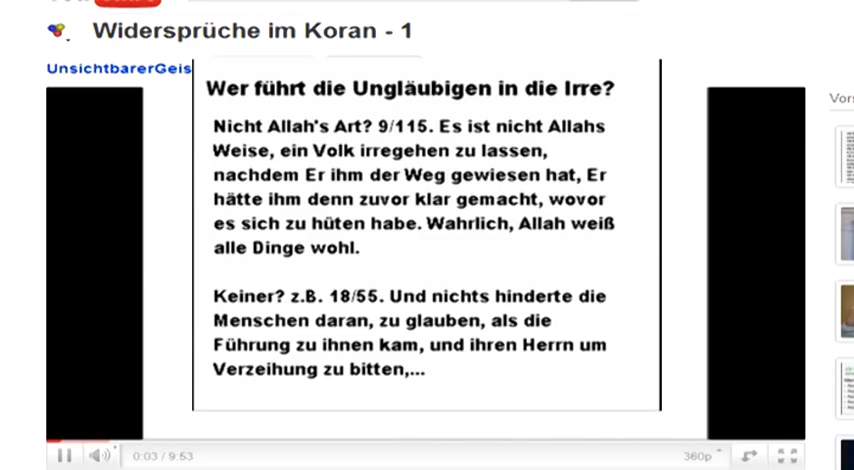 Widersprüche im Koran - 1
UnsichtbarerGeis
Wer führt die Ungläubigen in die Irre?
Nicht Allah's Art? 9/115. Es ist nicht Allahs
Weise, ein Volk irregehen zu lassen,
nachdem Er ihm der Weg gewiesen hat, Er
hätte ihm denn zuvor klar gemacht, wovor
es sich zu hüten habe. Wahrlich, Allah weiß
alle Dinge wohl.
Keiner? z.B. 18/55. Und nichts hinderte die
Menschen daran, zu glauben, als die
Führung zu ihnen kam, und ihren Herrn um
Verzeihung zu bitten,...
Vors
0:03 / 9:53
360p